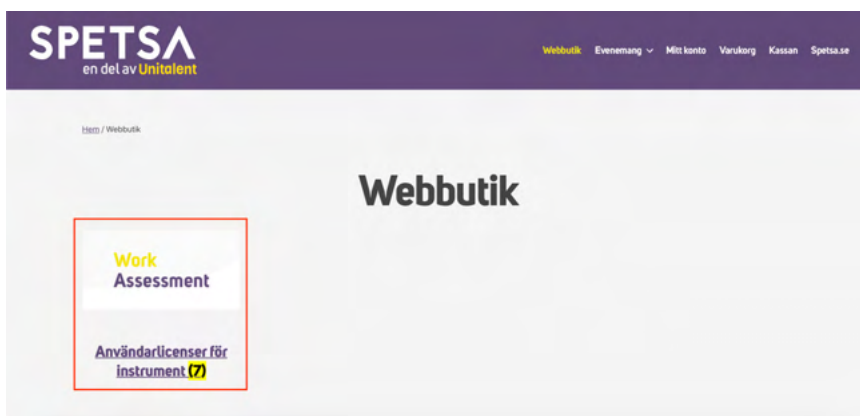 SPETSA
en del av Unitalent
Webbutik Evenemang Mitt konto Varukorg Kassan Spetsa.se
Hem / Webbutik
Webbutik
Work
Assessment
Användarlicenser för
instrument (7)